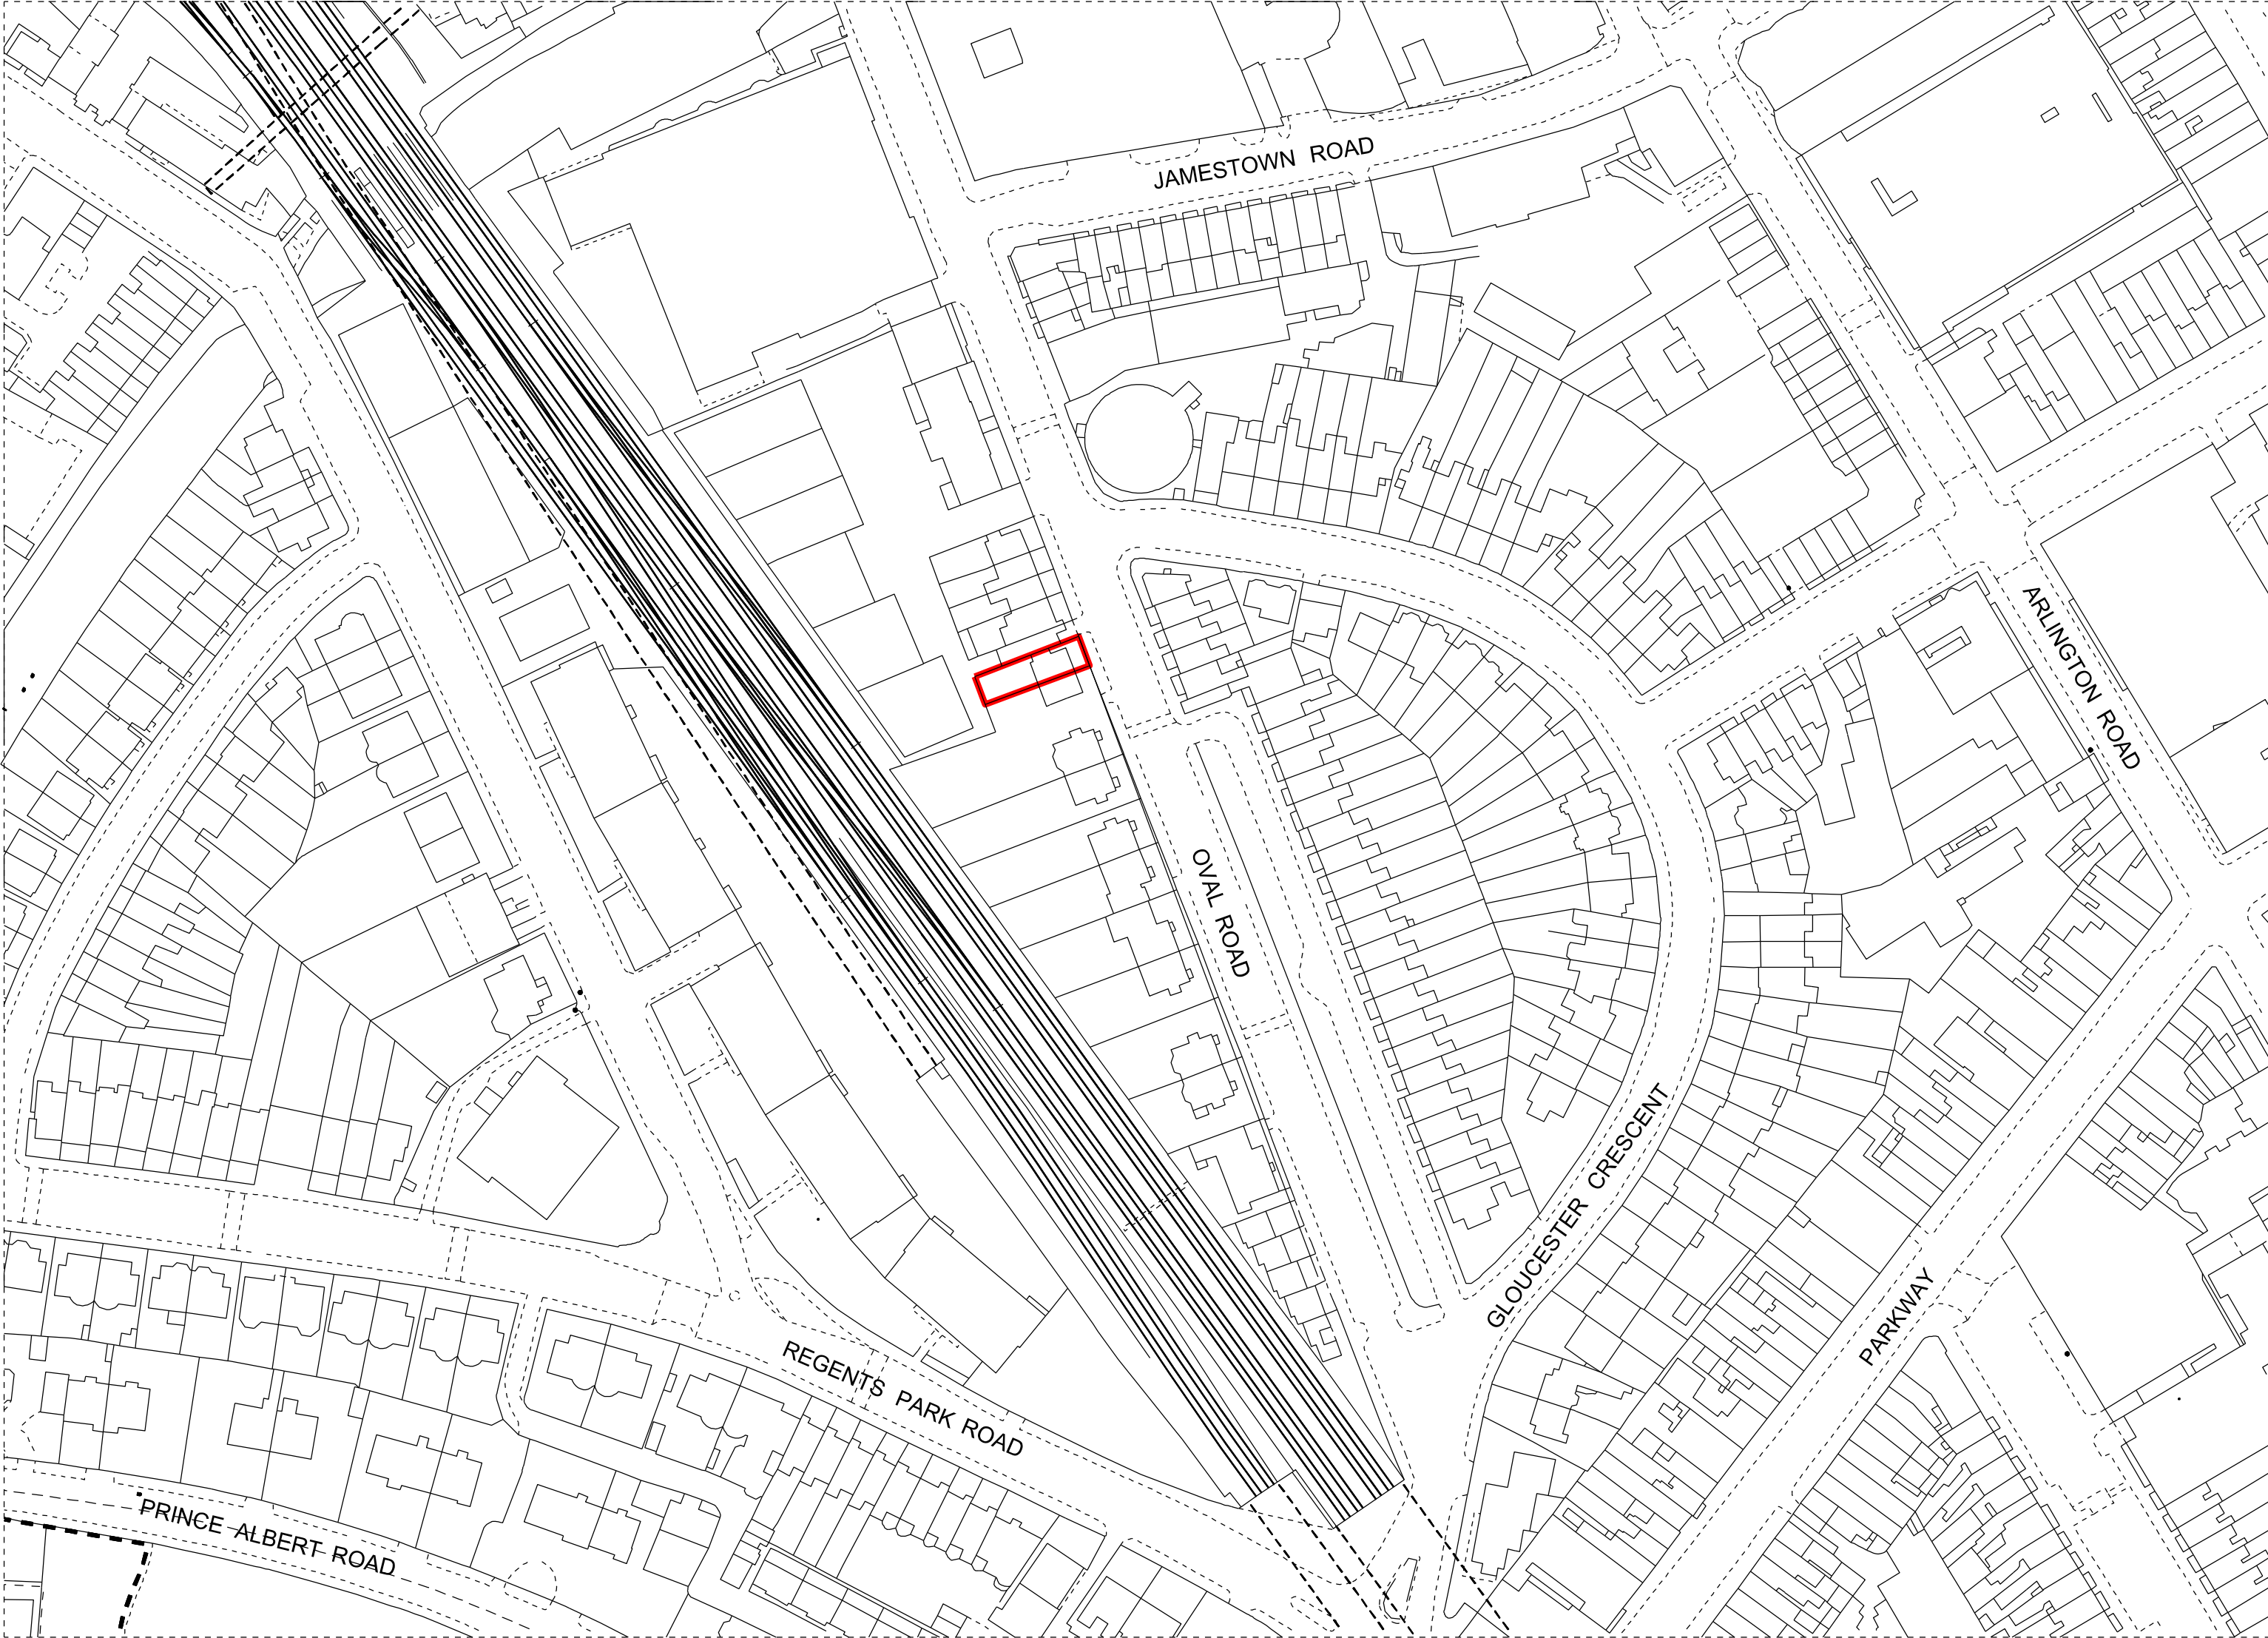 JAMESTOWN ROAD
ARLINGTON ROAD
OVAL ROAD
GLOUCESTER CRESCENT
PARKWAY
REGENTS PARK ROAD
PRINCE ALBERT ROAD